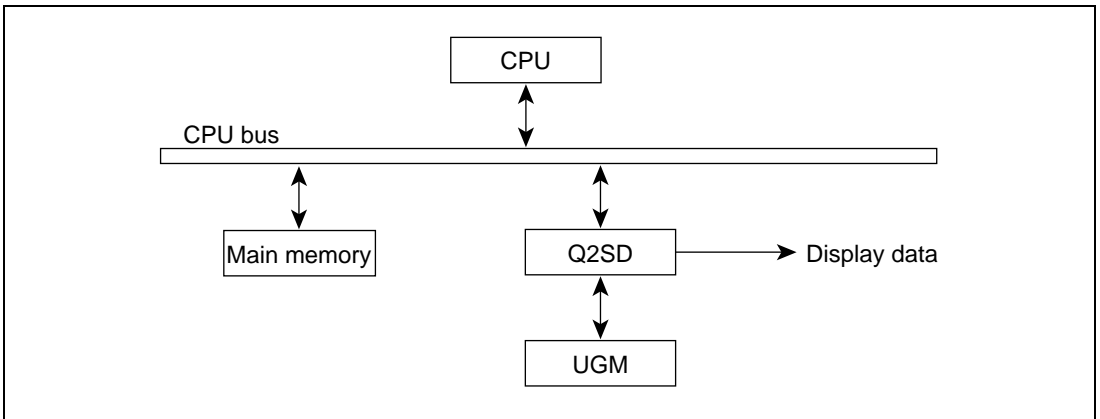 CPU
CPU bus
Main memory
Q2SD
Display data
UGM